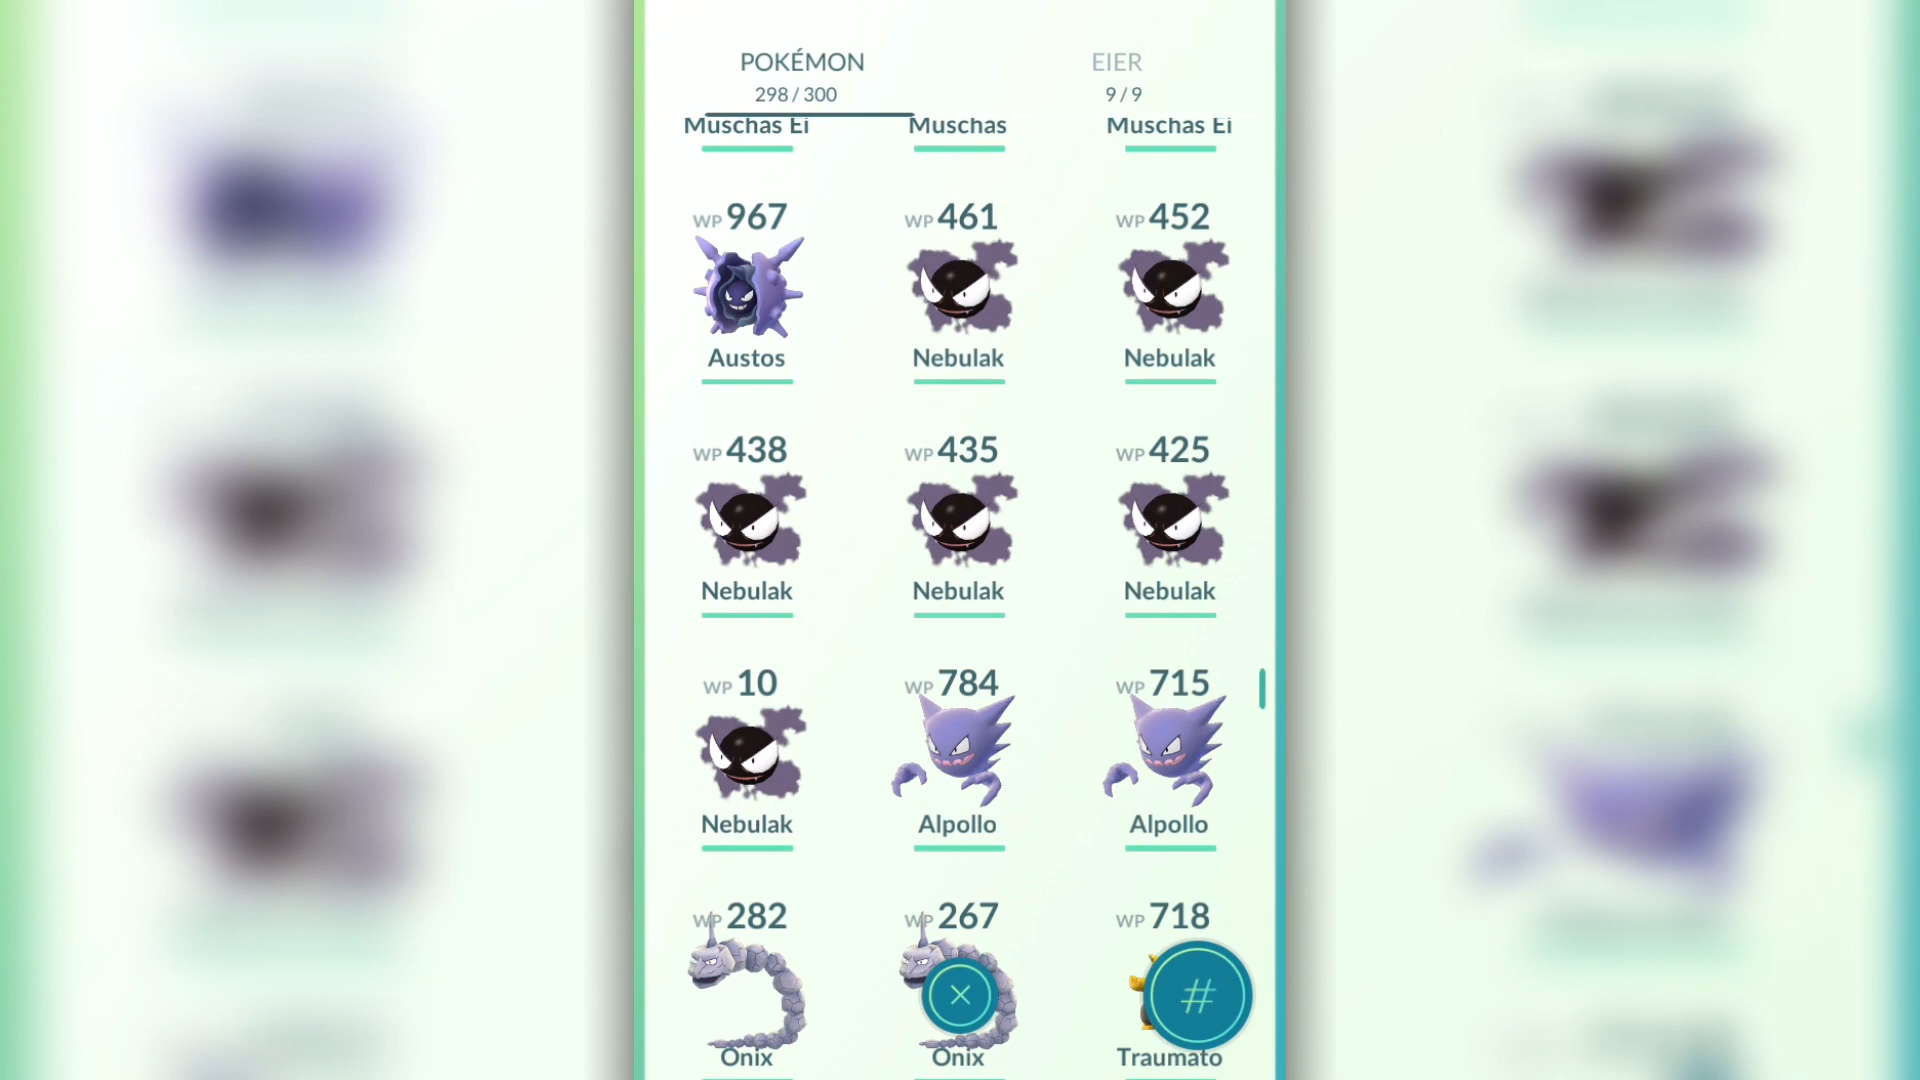 POKÉMON EIER
298 / 300 9 / 9
Muschas Ei Muschas Muschas Ei
WP 967 WP 461 WP 452
Austos Nebulak Nebulak
WP 438 WP 435 WP 425
Nebulak Nebulak Nebulak
WP 10 WP 784 WP 715
Nebulak Alpollo Alpollo
WP 282 WP 267 WP 718
#
Onix Onix Traumato